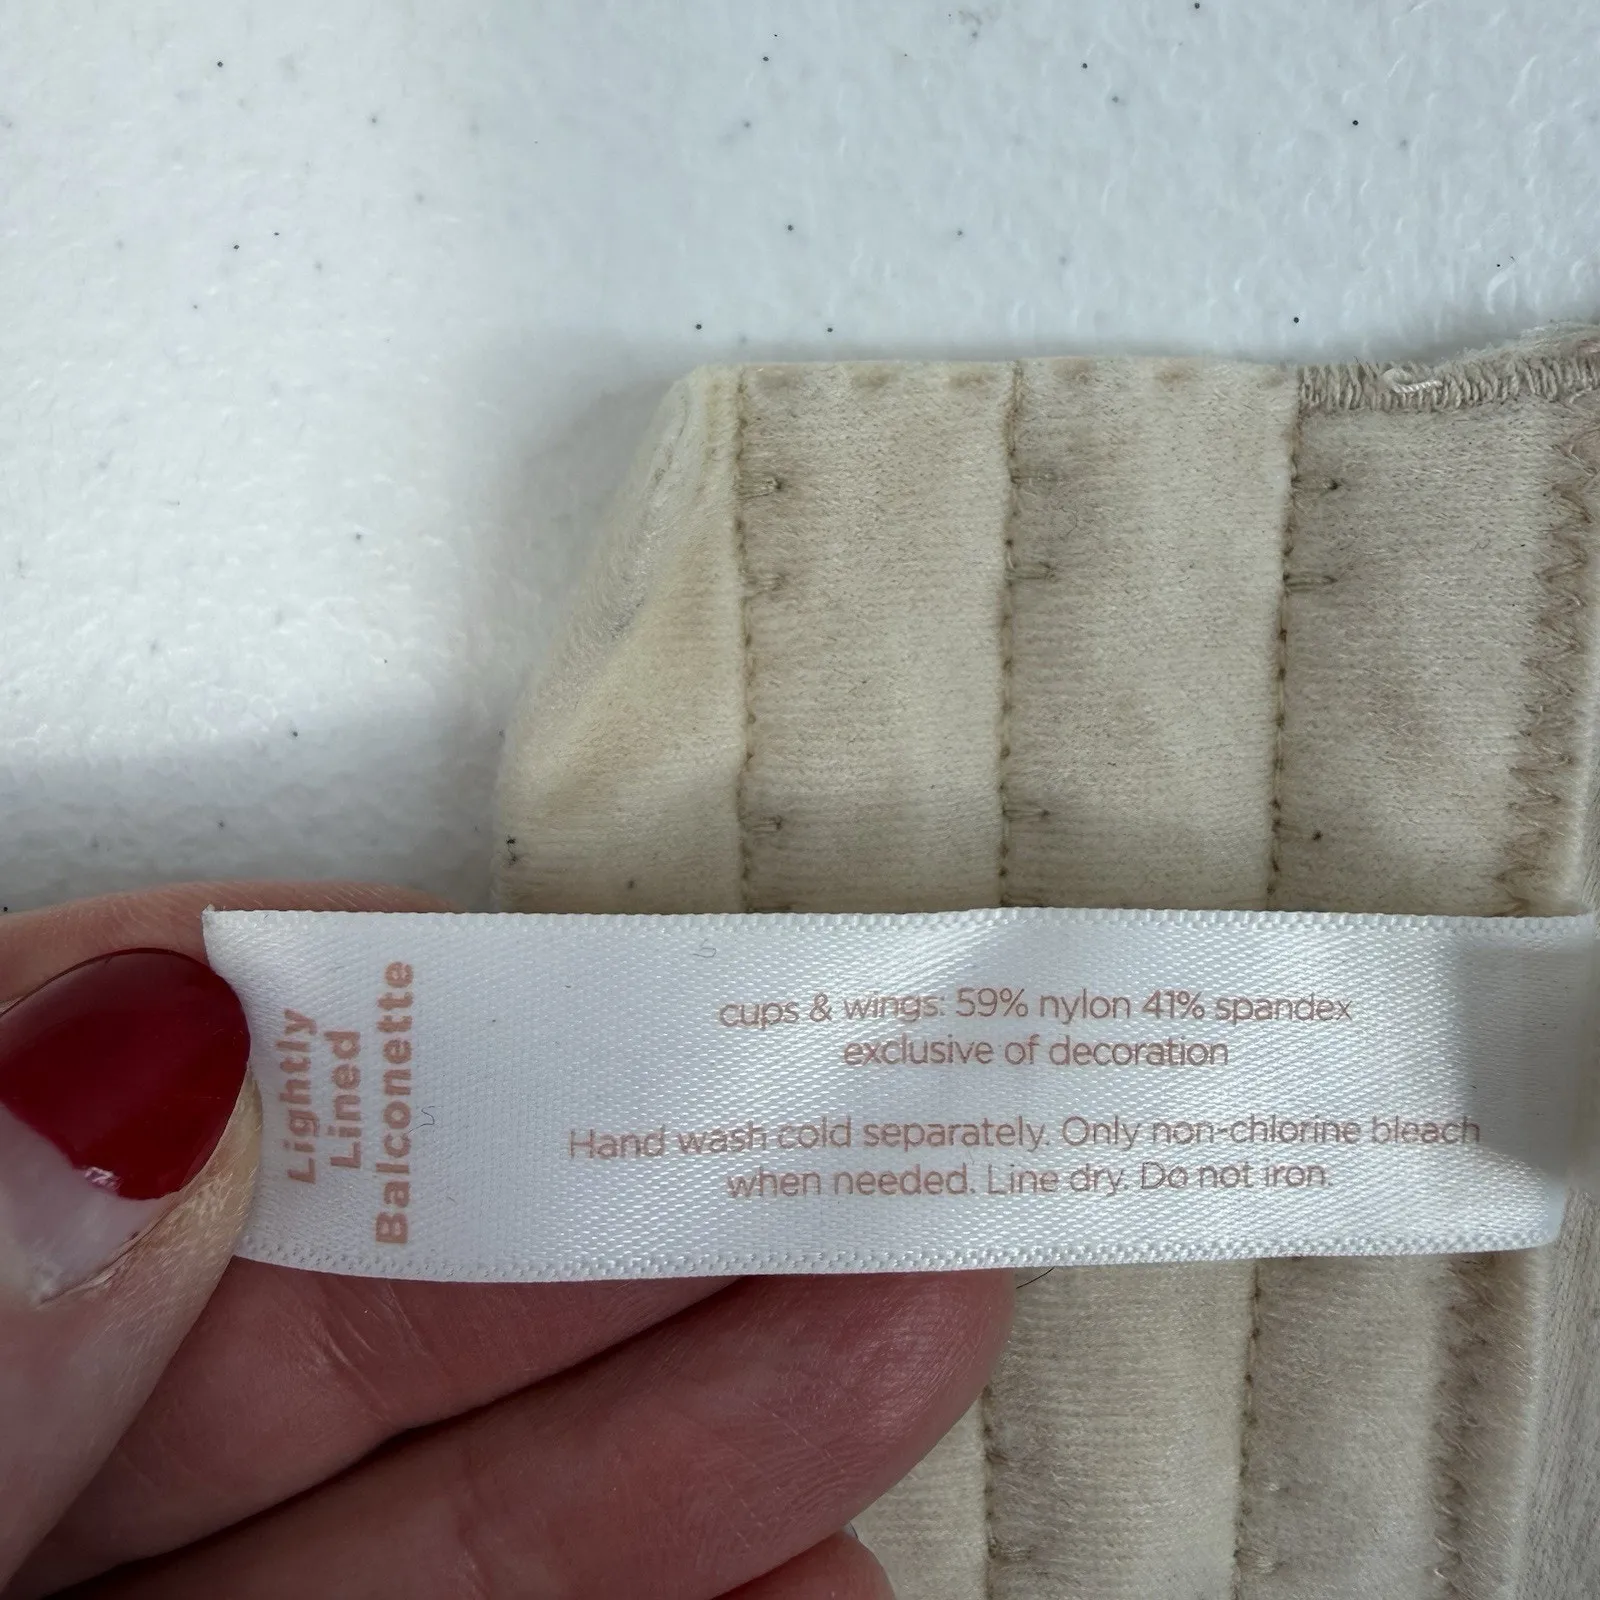 Lightly
Lined
Balconette
cups & wings: 59% nylon 41% spandex
exclusive of decoration
Hand wash cold separately. Only non-chlorine bleach
when needed. Line dry. Do not iron.